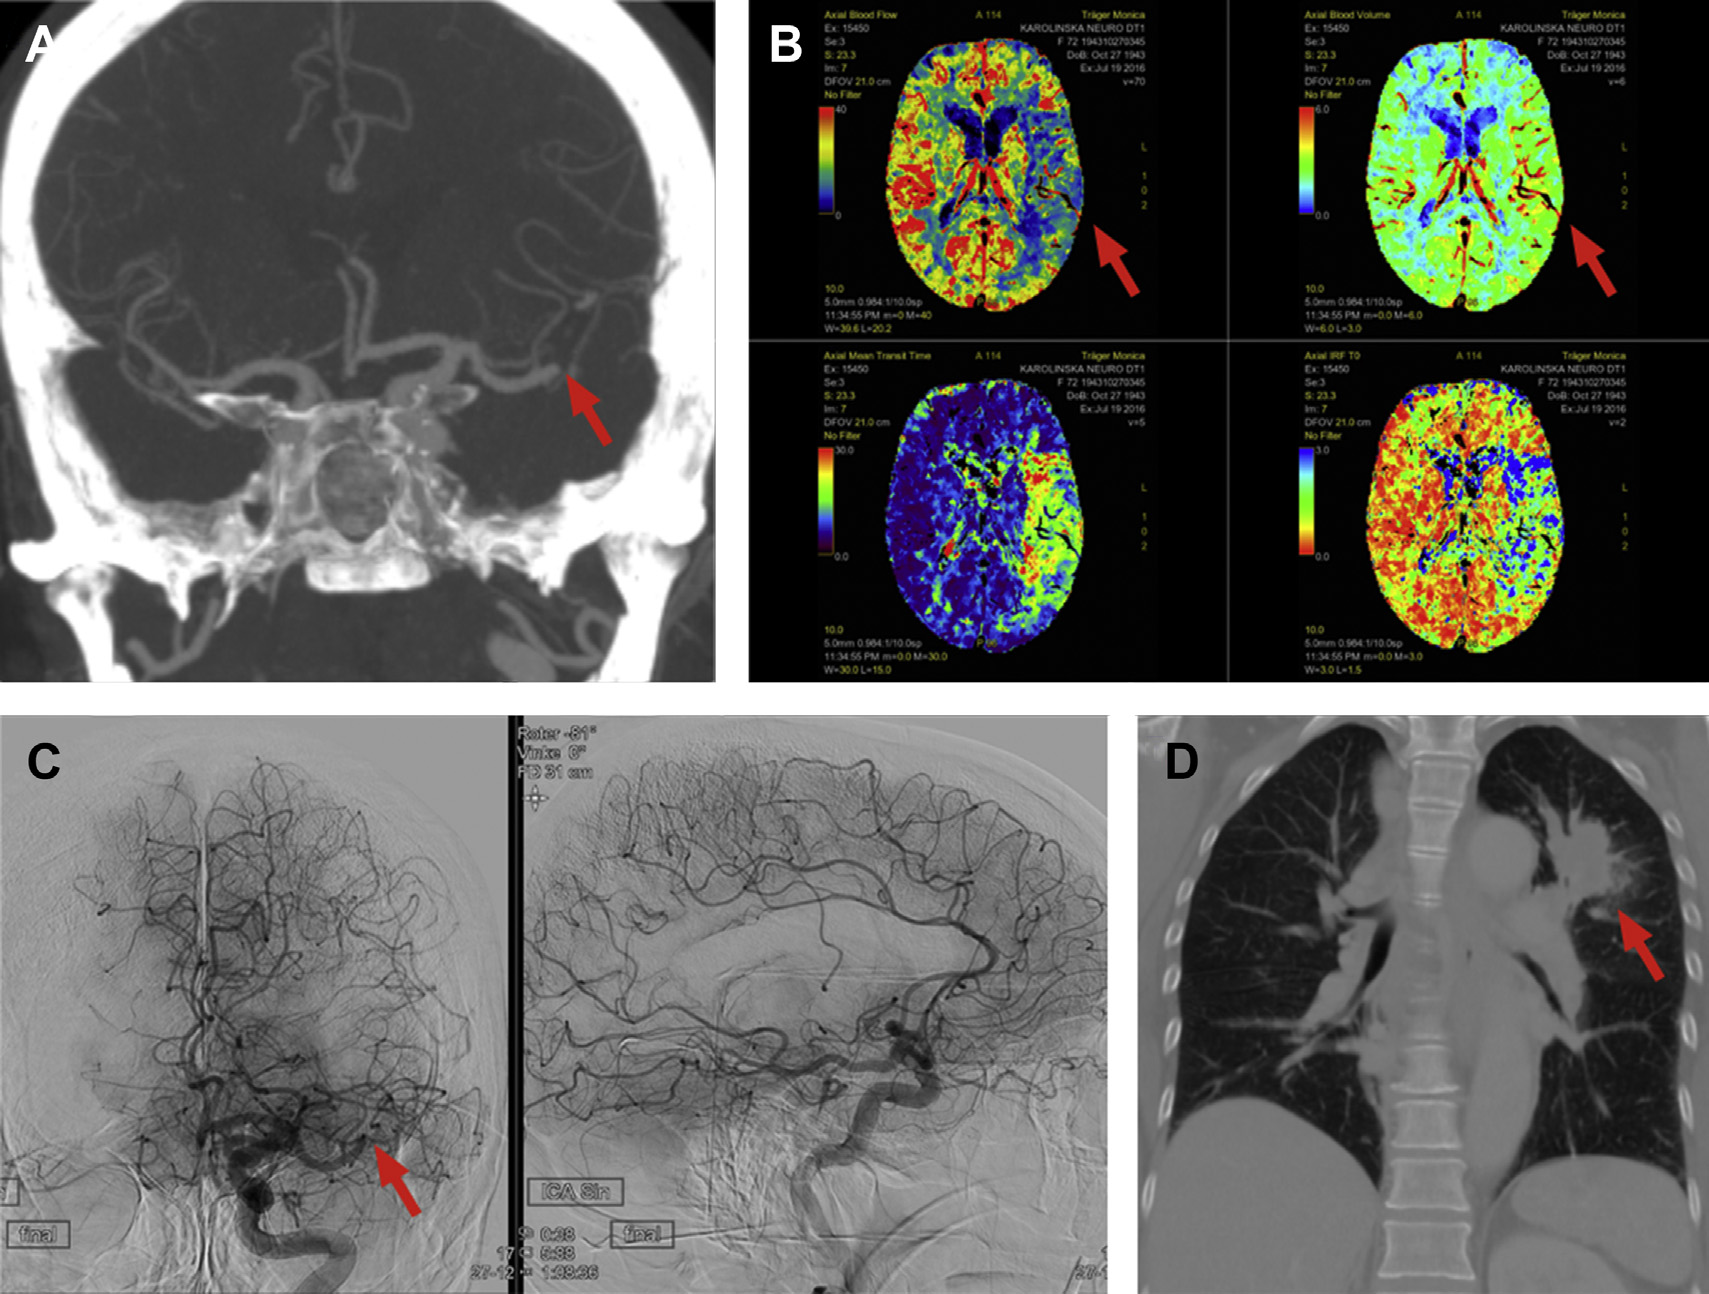 A
B
Axial Blood Flow
A 114
Träger Monica
Ex: 15450
KAROLINSKA NEURO DT1
Se:3
F 72 194310270345
S: 23.3
DoB: Oct 27 1943
Im: 7
Ex:Jul 19 2016
DFOV 21.0 cm
v=70
No Filter
40
0
L
1
0
2
10.0
5.0mm 0.984:1/10.0sp
11:34:55 PM m=0 M=40
W=39.6 L=20.2
Axial Blood Volume
A 114
Träger Monica
Ex: 15450
KAROLINSKA NEURO DT1
Se:3
F 72 194310270345
S: 23.3
DoB: Oct 27 1943
Im: 7
Ex:Jul 19 2016
DFOV 21.0 cm
v=6
No Filter
6.0
0.0
L
1
0
2
10.0
5.0mm 0.984:1/10.0sp
11:34:55 PM m=0.0 M=6.0
W=6.0 L=3.0
Axial Mean Transit Time
A 114
Träger Monica
Ex: 15450
KAROLINSKA NEURO DT1
Se:3
F 72 194310270345
S: 23.3
DoB: Oct 27 1943
Im: 7
Ex:Jul 19 2016
DFOV 21.0 cm
v=5
No Filter
30.0
0.0
L
1
0
2
10.0
5.0mm 0.984:1/10.0sp
11:34:55 PM m=0.0 M=30.0
W=30.0 L=15.0
Axial IRF T0
A 114
Träger Monica
Ex: 15450
KAROLINSKA NEURO DT1
Se:3
F 72 194310270345
S: 23.3
DoB: Oct 27 1943
Im: 7
Ex:Jul 19 2016
DFOV 21.0 cm
v=2
No Filter
3.0
0.0
L
1
0
2
10.0
5.0mm 0.984:1/10.0sp
11:34:55 PM m=0.0 M=3.0
W=3.0 L=1.5
C
final
Roter -81°
Vinke 0°
FD 31 cm
ICA Sin
final
0:38
17
5:88
27-12
1:08:36
D